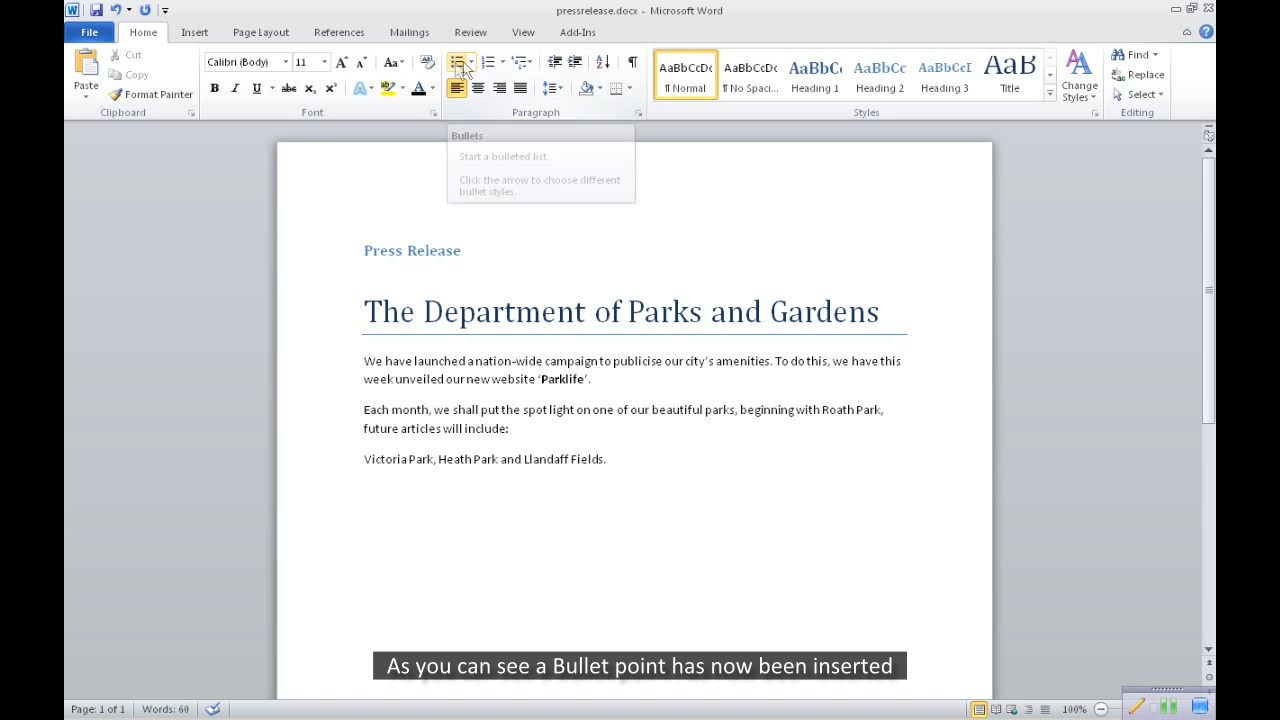 pressrelease.docx - Microsoft Word
File Home Insert Page Layout References Mailings Review View Add-Ins
Cut
Copy
Format Painter
Paste
Clipboard
Calibri (Body) 11
Font
Paragraph
AaBbCcDc AaBbCcDc AaBbC AaBbCc AaBbCcI AaB
¶ Normal ¶ No Spaci... Heading 1 Heading 2 Heading 3 Title
Change
Styles
Styles
Find
Replace
Select
Editing
Bullets
Start a bulleted list.
Click the arrow to choose different
bullet styles.
Press Release
The Department of Parks and Gardens
We have launched a nation-wide campaign to publicise our city's amenities. To do this, we have this
week unveiled our new website ‘Parklife’.
Each month, we shall put the spot light on one of our beautiful parks, beginning with Roath Park,
future articles will include:
Victoria Park, Heath Park and Llandaff Fields.
As you can see a Bullet point has now been inserted
Page: 1 of 1 Words: 60 100%